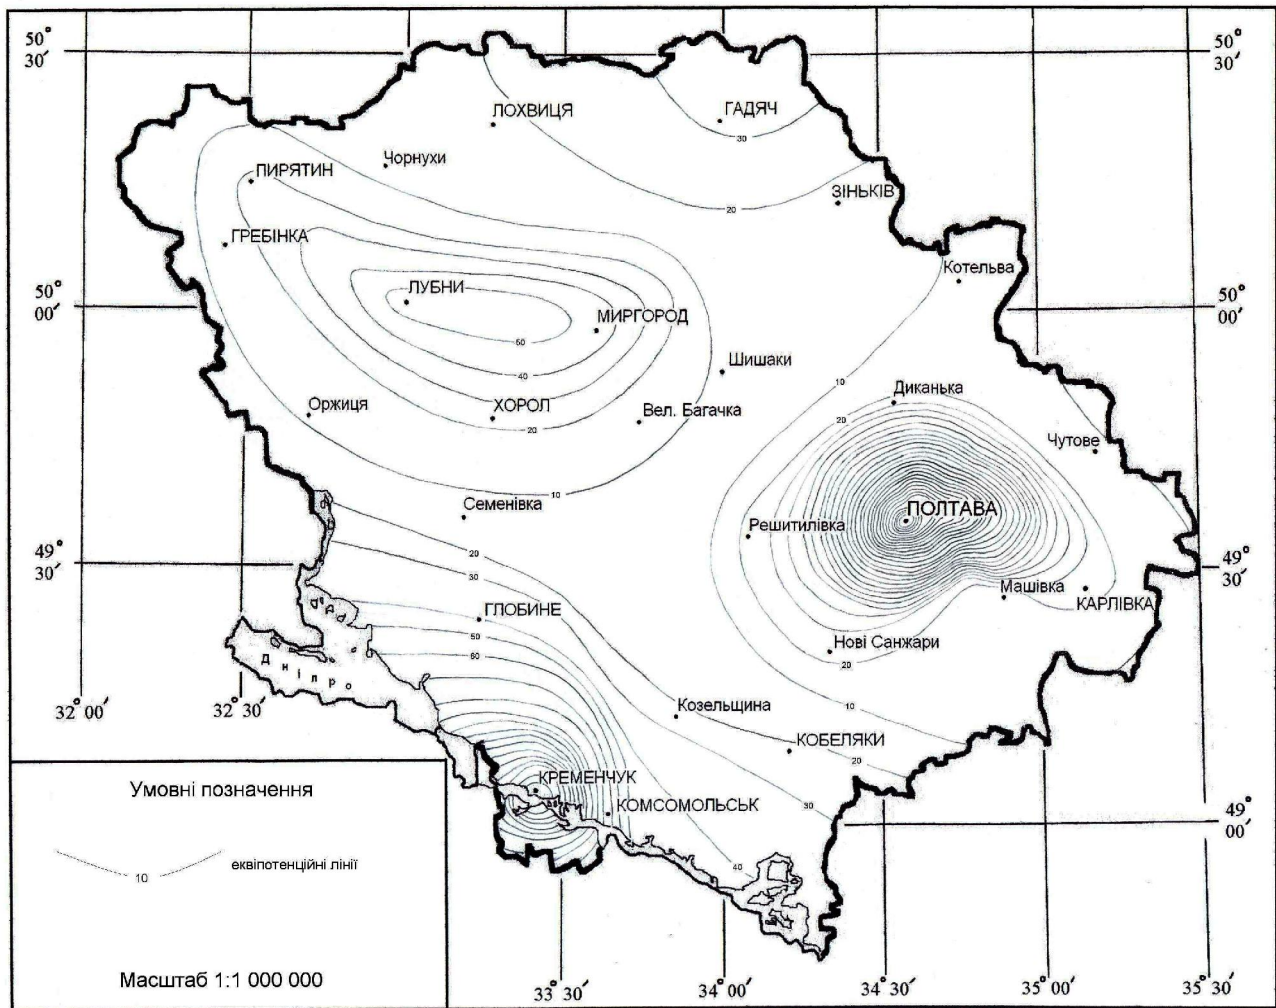 50° 30′
50° 30′
ЛОХВИЦЯ
ГАДЯЧ
30
Чорнухи
ПИРЯТИН
ЗІНЬКІВ
20
ГРЕБІНКА
Котельва
50° 00′
ЛУБНИ
50° 00′
МИРГОРОД
50
Шишаки
40
10
Диканька
Оржиця
ХОРОЛ
Вел. Багачка
20
20
Чутове
10
Семенівка
ПОЛТАВА
Решитилівка
49° 30′
20
49° 30′
30
Машівка
ГЛОБИНЕ
КАРЛІВКА
50
Нові Санжари
60
20
Дніпро
32° 00′
32° 30′
Козельщина
10
КОБЕЛЯКИ
20
КРЕМЕНЧУК
Умовні позначення
КОМСОМОЛЬСЬК
30
49° 00′
40
еквіпотенційні лінії
10
Масштаб 1:1 000 000
33° 30′
34° 00′
34° 30′
35° 00′
35° 30′